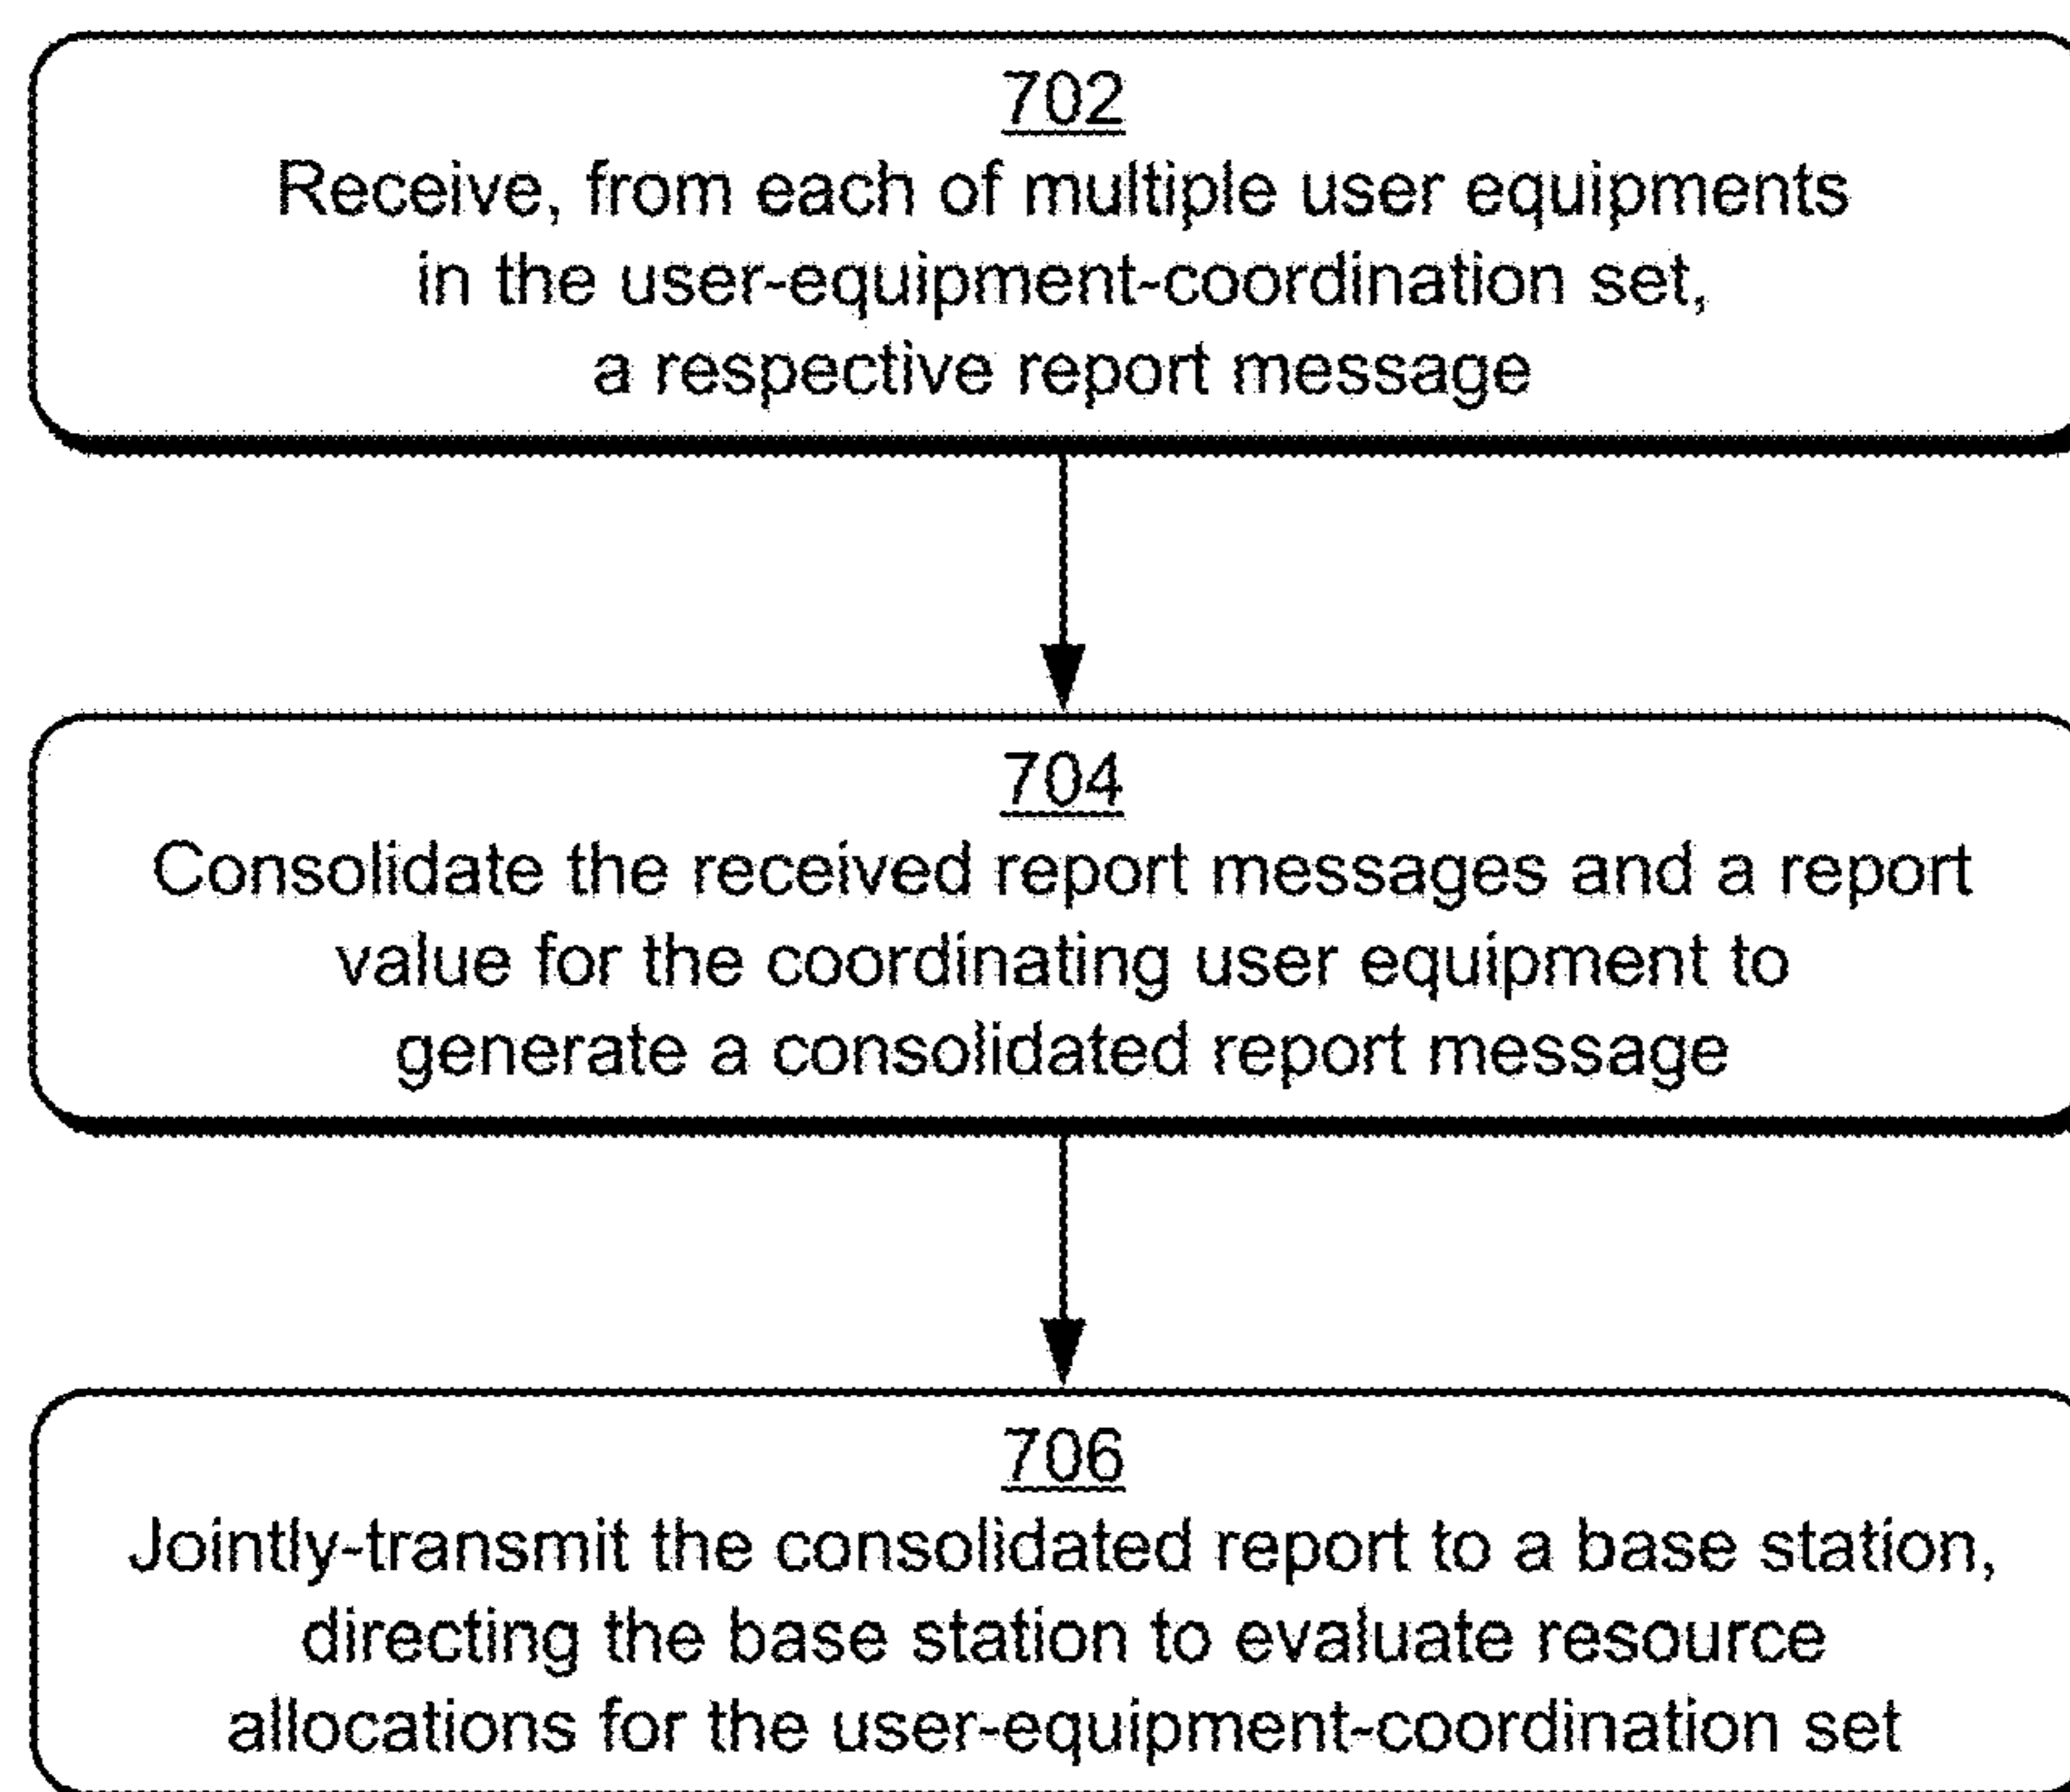 702
Receive, from each of multiple user equipments
in the user-equipment-coordination set,
a respective report message
704
Consolidate the received report messages and a report
value for the coordinating user equipment to
generate a consolidated report message
706
Jointly-transmit the consolidated report to a base station,
directing the base station to evaluate resource
allocations for the user-equipment-coordination set